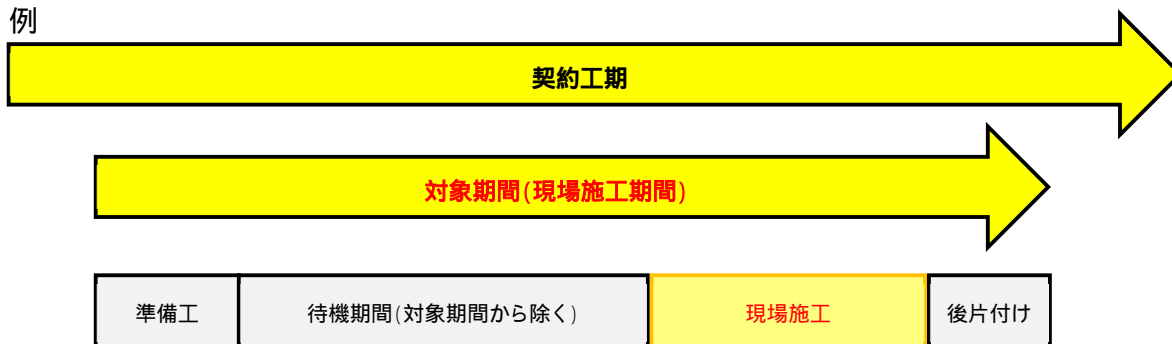 例
契約工期
対象期間(現場施工期間)
準備工
待機期間(対象期間から除く)
現場施工
後片付け